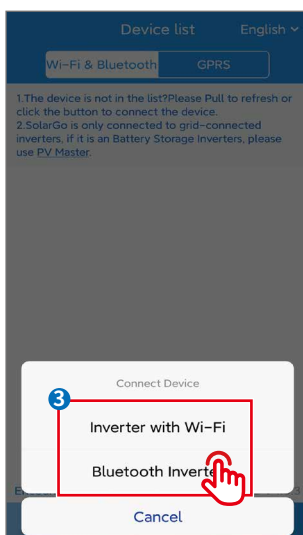 Device list
English
Wi-Fi & Bluetooth
GPRS
1.The device is not in the list?Please Pull to refresh or
click the button to connect the device.
2.SolarGo is only connected to grid-connected
inverters, if it is an Battery Storage Inverters, please
use PV Master.
Connect Device
3
Inverter with Wi-Fi
Bluetooth Inverter
Cancel